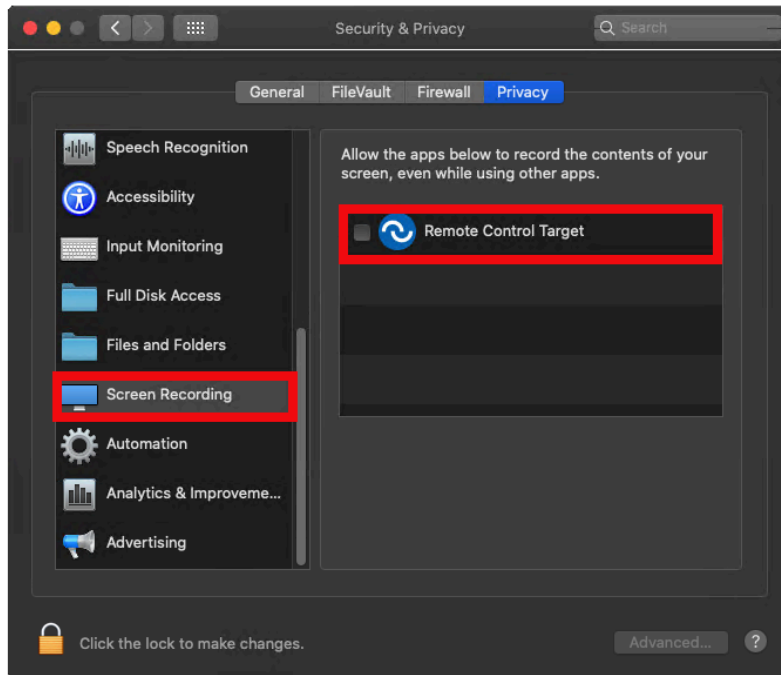 Security & Privacy
Search
General FileVault Firewall Privacy
Speech Recognition
Accessibility
Input Monitoring
Full Disk Access
Files and Folders
Screen Recording
Automation
Analytics & Improveme...
Advertising
Allow the apps below to record the contents of your
screen, even while using other apps.
Remote Control Target
Click the lock to make changes.
Advanced...
?